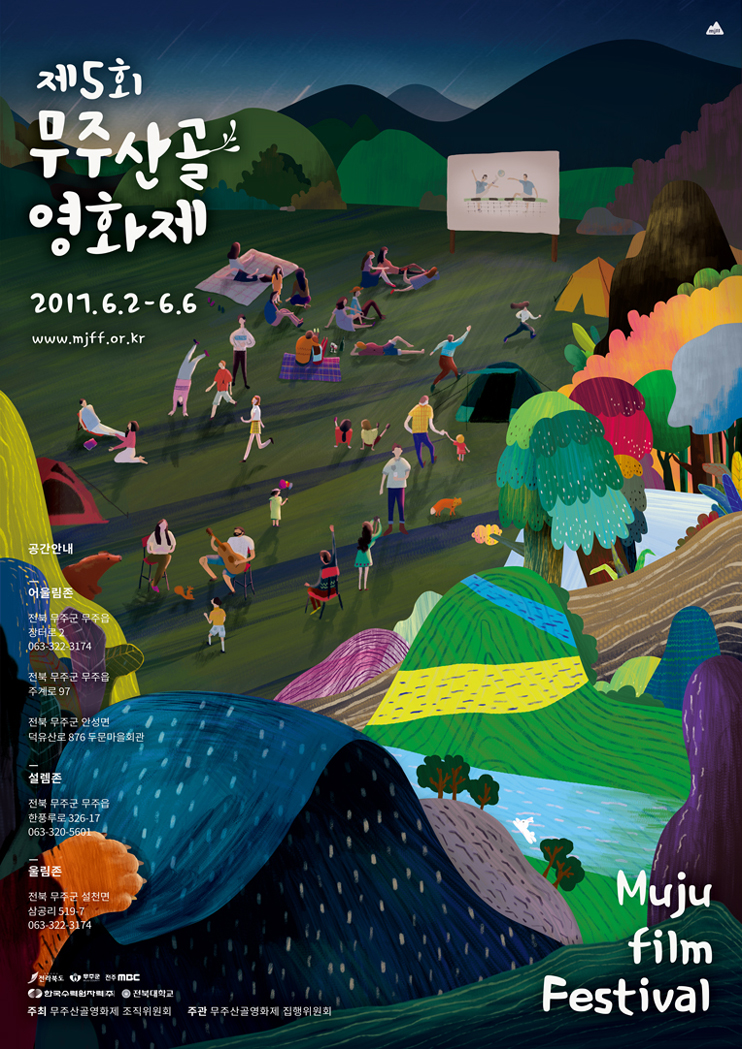 mjff
제5회
무주산골
영화제
2017.6.2-6.6
www.mjff.or.kr
공간안내
어울림존
전북 무주군 무주읍
장터로 2
063-322-3174
전북 무주군 무주읍
주계로 97
전북 무주군 안성면
덕유산로 876 두문마을회관
설렘존
전북 무주군 무주읍
한풍루로 326-17
063-320-5601
울림존
전북 무주군 설천면
삼공리 519-7
063-322-3174
Muju
film
Festival
전라북도 무주군 전주 MBC
한국수력원자력(주) 전북대학교
주최 무주산골영화제 조직위원회 주관 무주산골영화제 집행위원회